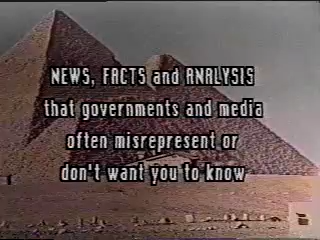 NEWS, FACTS and ANALYSIS
that governments and media
often misrepresent or
don't want you to know